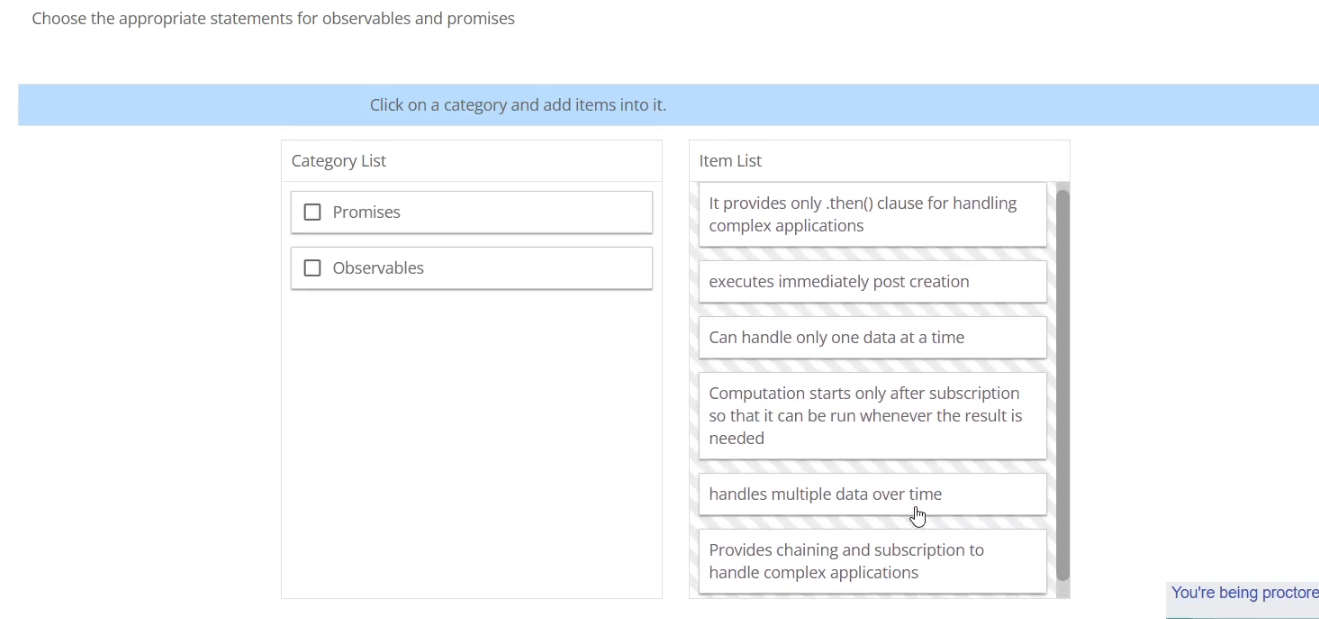 Choose the appropriate statements for observables and promises
Click on a category and add items into it.
Category List
Promises
Observables
Item List
It provides only .then() clause for handling
complex applications
executes immediately post creation
Can handle only one data at a time
Computation starts only after subscription
so that it can be run whenever the result is
needed
handles multiple data over time
Provides chaining and subscription to
handle complex applications
You're being proctore